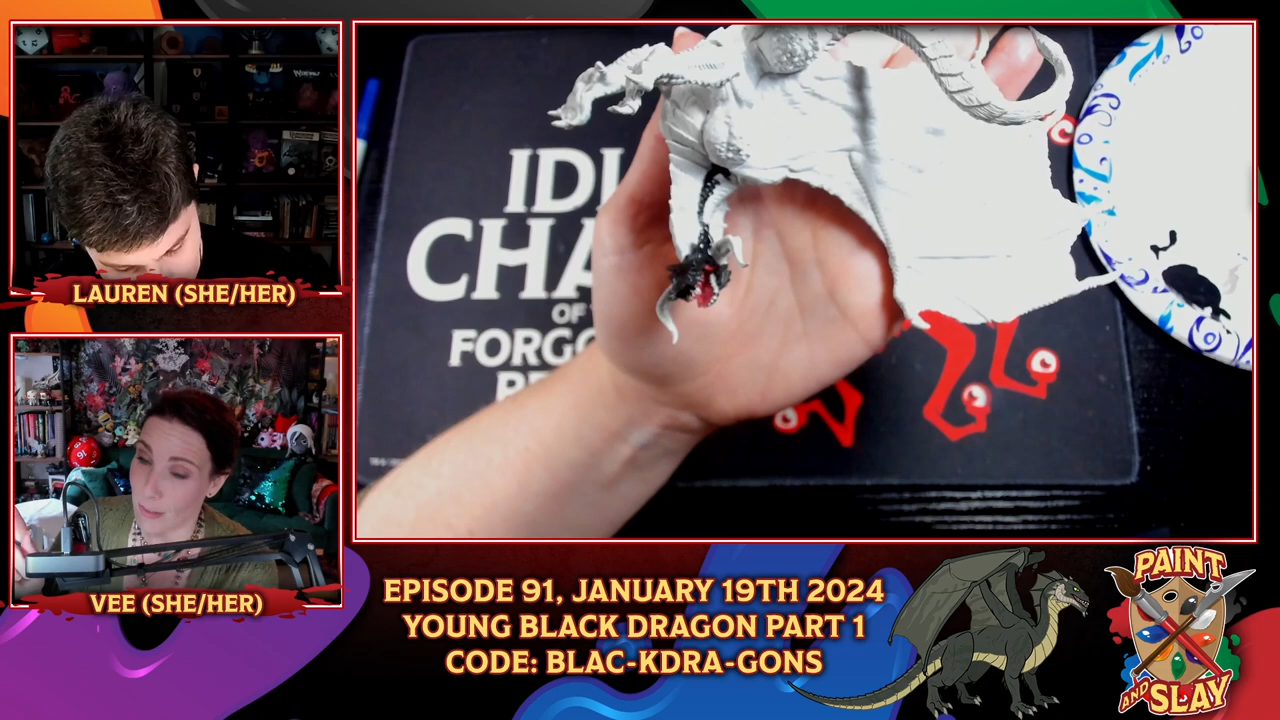 LAUREN (SHE/HER)
VEE (SHE/HER)
IDL
CHA
OF
FORGO
RE
EPISODE 91, JANUARY 19TH 2024
YOUNG BLACK DRAGON PART 1
CODE: BLAC-KDRA-GONS
PAINT
AND SLAY